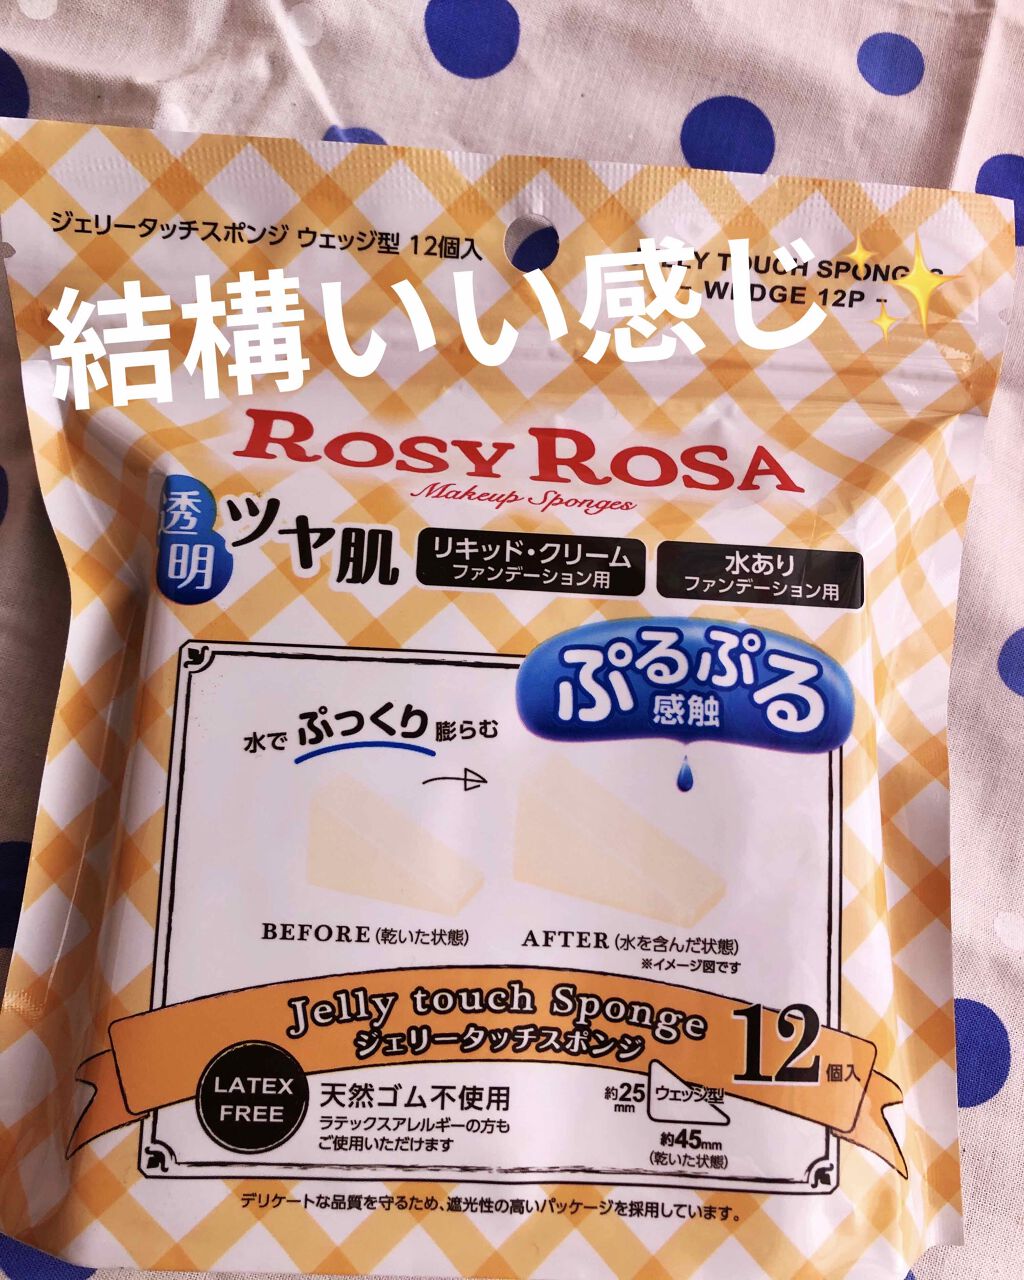 ジェリータッチスポンジ ウェッジ型 12個入
TOUCH
WEDGE 12P -
結構いい感じ✨
ROSY ROSA
Makeup Sponges
透明
ツヤ肌
リキッド・クリーム
ファンデーション用
水あり
ファンデーション用
ぷるぷる
感触
水で ぷっくり 膨らむ
BEFORE (乾いた状態)
AFTER (水を含んだ状態)
※イメージ図です
Jelly touch Sponge
ジェリータッチスポンジ
12個入
LATEX
FREE
天然ゴム不使用
ラテックスアレルギーの方も
ご使用いただけます
約25mm
ウェッジ型
約45mm
(乾いた状態)
デリケートな品質を守るため、遮光性の高いパッケージを採用しています。